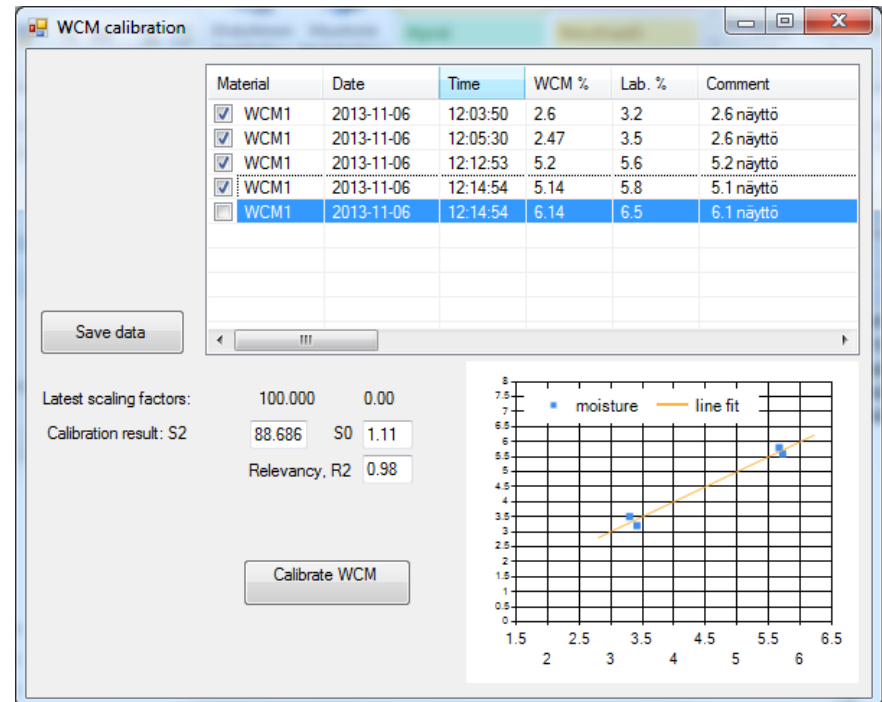 WCM calibration
Material Date Time WCM % Lab. % Comment
WCM1 2013-11-06 12:03:50 2.6 3.2 2.6 näyttö
WCM1 2013-11-06 12:05:30 2.47 3.5 2.6 näyttö
WCM1 2013-11-06 12:12:53 5.2 5.6 5.2 näyttö
WCM1 2013-11-06 12:14:54 5.14 5.8 5.1 näyttö
WCM1 2013-11-06 12:14:54 6.14 6.5 6.1 näyttö
Save data
Latest scaling factors: 100.000 0.00
Calibration result: S2 88.686 S0 1.11
Relevancy, R2 0.98
Calibrate WCM
moisture line fit
8
7.5
7
6.5
6
5.5
5
4.5
4
3.5
3
2.5
2
1.5
1
0.5
0
1.5 2.5 3.5 4.5 5.5 6.5
2 3 4 5 6